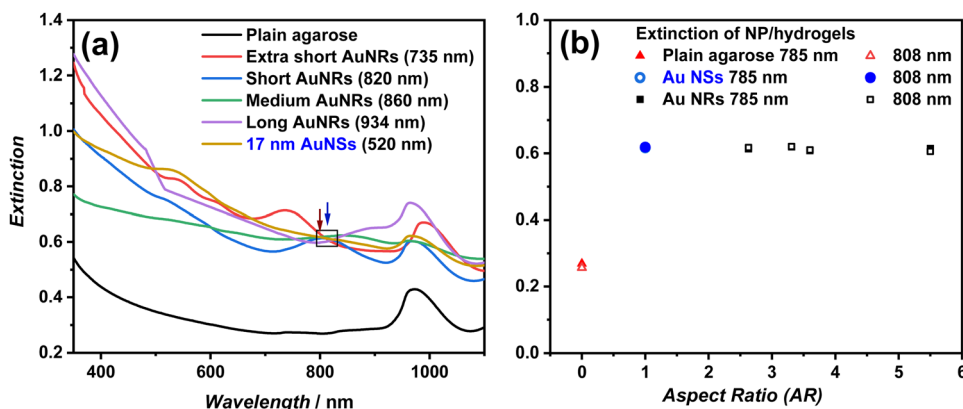 (a)
Plain agarose
Extra short AuNRs (735 nm)
Short AuNRs (820 nm)
Medium AuNRs (860 nm)
Long AuNRs (934 nm)
17 nm AuNSs (520 nm)
Extinction
1.4
1.2
1.0
0.8
0.6
0.4
0.2
400 600 800 1000
Wavelength / nm
(b)
Extinction of NP/hydrogels
Plain agarose 785 nm 808 nm
Au NSs 785 nm 808 nm
Au NRs 785 nm 808 nm
1.0
0.8
0.6
0.4
0.2
0.0
0 1 2 3 4 5 6
Aspect Ratio (AR)